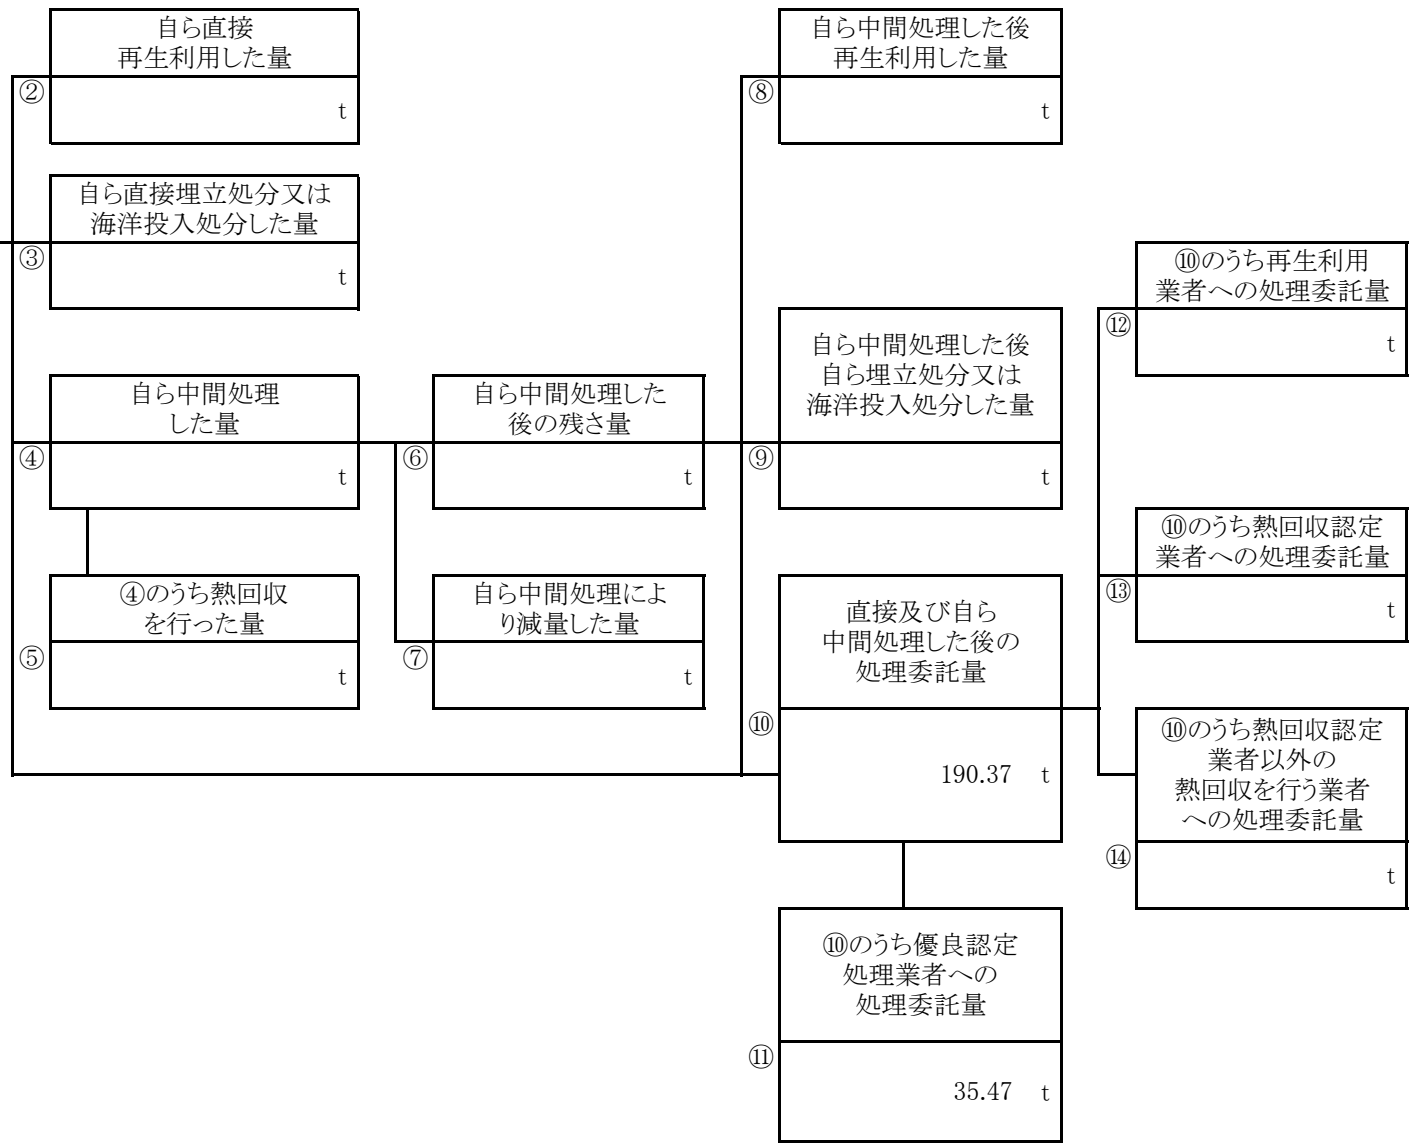 自ら直接
再生利用した量
②
t
自ら直接埋立処分又は
海洋投入処分した量
③
t
自ら中間処理
した量
④
t
④のうち熱回収
を行った量
⑤
t
自ら中間処理した
後の残さ量
⑥
t
自ら中間処理によ
り減量した量
⑦
t
自ら中間処理した後
再生利用した量
⑧
t
自ら中間処理した後
自ら埋立処分又は
海洋投入処分した量
⑨
t
直接及び自ら
中間処理した後の
処理委託量
⑩
190.37 t
⑩のうち優良認定
処理業者への
処理委託量
⑪
35.47 t
⑩のうち再生利用
業者への処理委託量
⑫
t
⑩のうち熱回収認定
業者への処理委託量
⑬
t
⑩のうち熱回収認定
業者以外の
熱回収を行う業者
への処理委託量
⑭
t